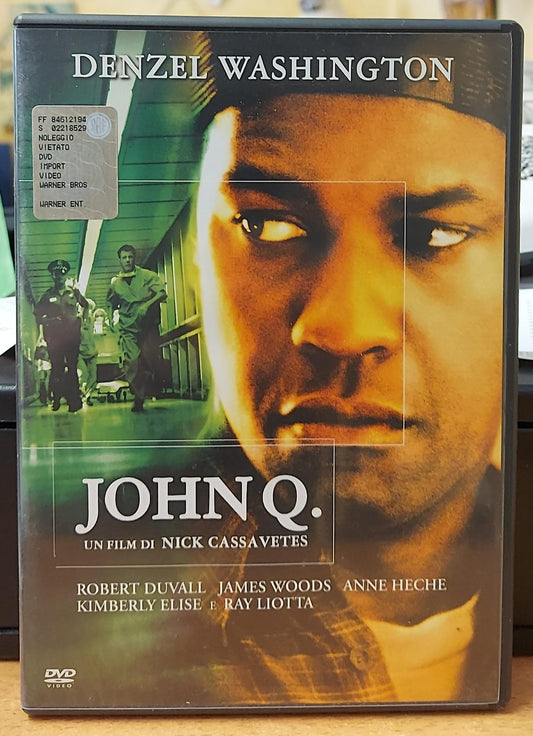 DENZEL WASHINGTON
FF 84612194
S 02218529
NOLEGGIO
VIETATO
DVD
IMPORT
VIDEO
WARNER BROS
WARNER ENT.
JOHN Q.
UN FILM DI NICK CASSAVETES
ROBERT DUVALL JAMES WOODS ANNE HECHE
KIMBERLY ELISE E RAY LIOTTA
DVD
VIDEO